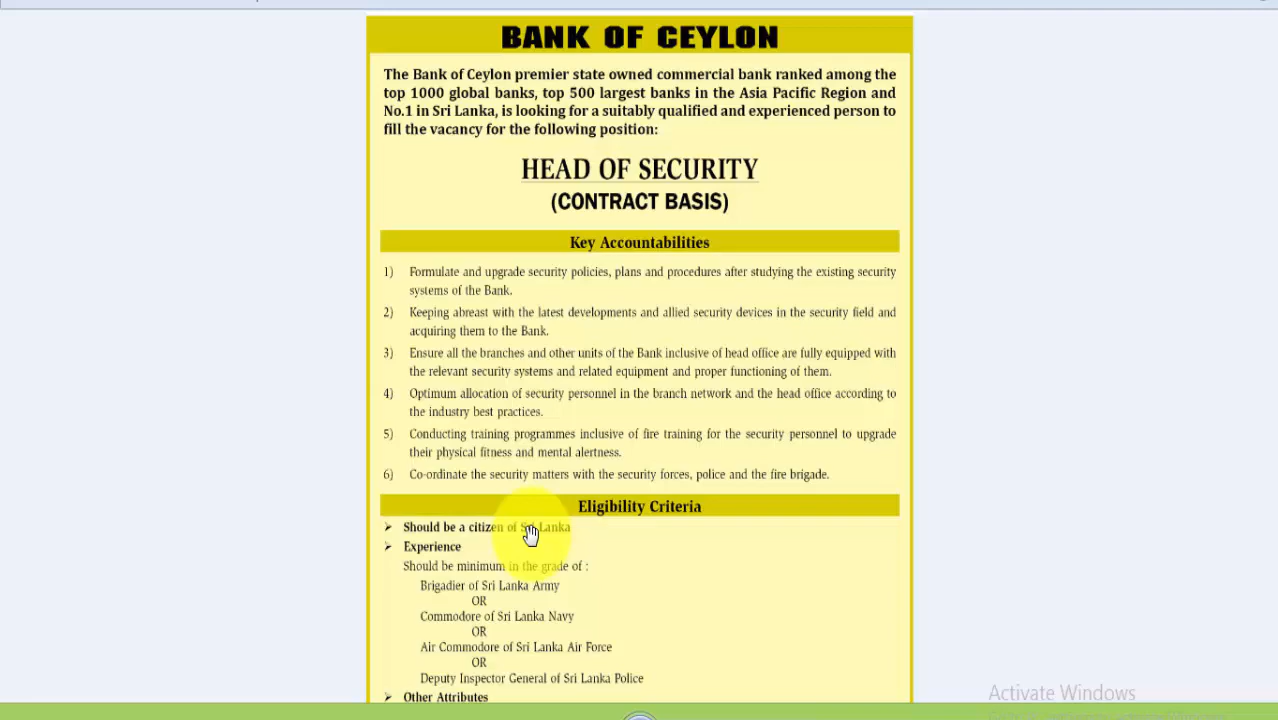 BANK OF CEYLON
The Bank of Ceylon premier state owned commercial bank ranked among the
top 1000 global banks, top 500 largest banks in the Asia Pacific Region and
No.1 in Sri Lanka, is looking for a suitably qualified and experienced person to
fill the vacancy for the following position:
HEAD OF SECURITY
(CONTRACT BASIS)
Key Accountabilities
1) Formulate and upgrade security policies, plans and procedures after studying the existing security
systems of the Bank.
2) Keeping abreast with the latest developments and allied security devices in the security field and
acquiring them to the Bank.
3) Ensure all the branches and other units of the Bank inclusive of head office are fully equipped with
the relevant security systems and related equipment and proper functioning of them.
4) Optimum allocation of security personnel in the branch network and the head office according to
the industry best practices.
5) Conducting training programmes inclusive of fire training for the security personnel to upgrade
their physical fitness and mental alertness.
6) Co-ordinate the security matters with the security forces, police and the fire brigade.
Eligibility Criteria
➢ Should be a citizen of Sri Lanka
➢ Experience
Should be minimum in the grade of :
Brigadier of Sri Lanka Army
OR
Commodore of Sri Lanka Navy
OR
Air Commodore of Sri Lanka Air Force
OR
Deputy Inspector General of Sri Lanka Police
➢ Other Attributes
Activate Windows